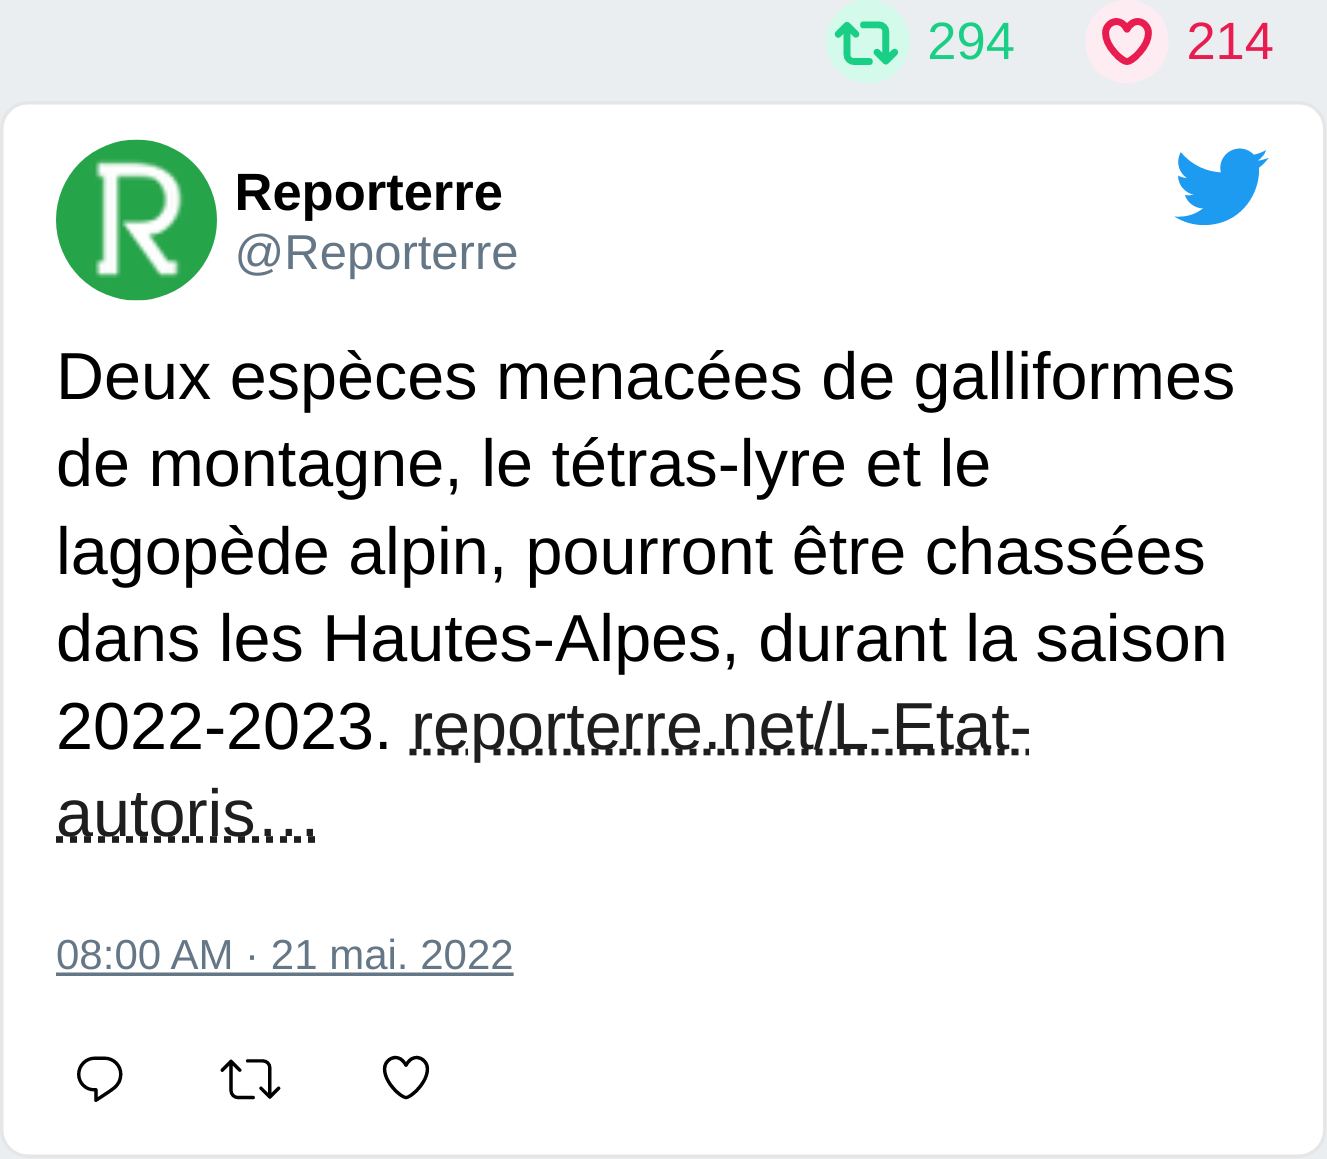 294 214
R
Reporterre
@Reporterre
Deux espèces menacées de galliformes
de montagne, le tétras-lyre et le
lagopède alpin, pourront être chassées
dans les Hautes-Alpes, durant la saison
2022-2023. reporterre.net/L-Etat-
autoris…
08:00 AM · 21 mai. 2022